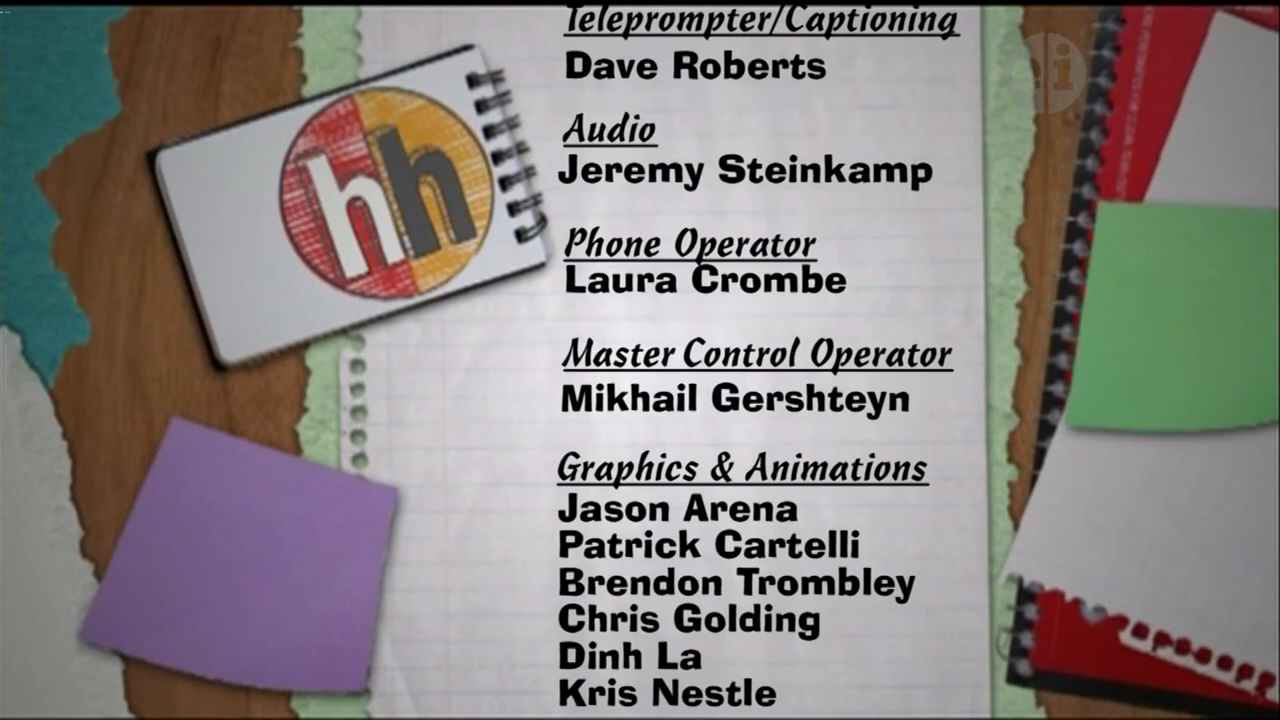 Teleprompter/Captioning
Dave Roberts
Audio
Jeremy Steinkamp
Phone Operator
Laura Crombe
Master Control Operator
Mikhail Gershteyn
Graphics & Animations
Jason Arena
Patrick Cartelli
Brendon Trombley
Chris Golding
Dinh La
Kris Nestle
hh
e/i